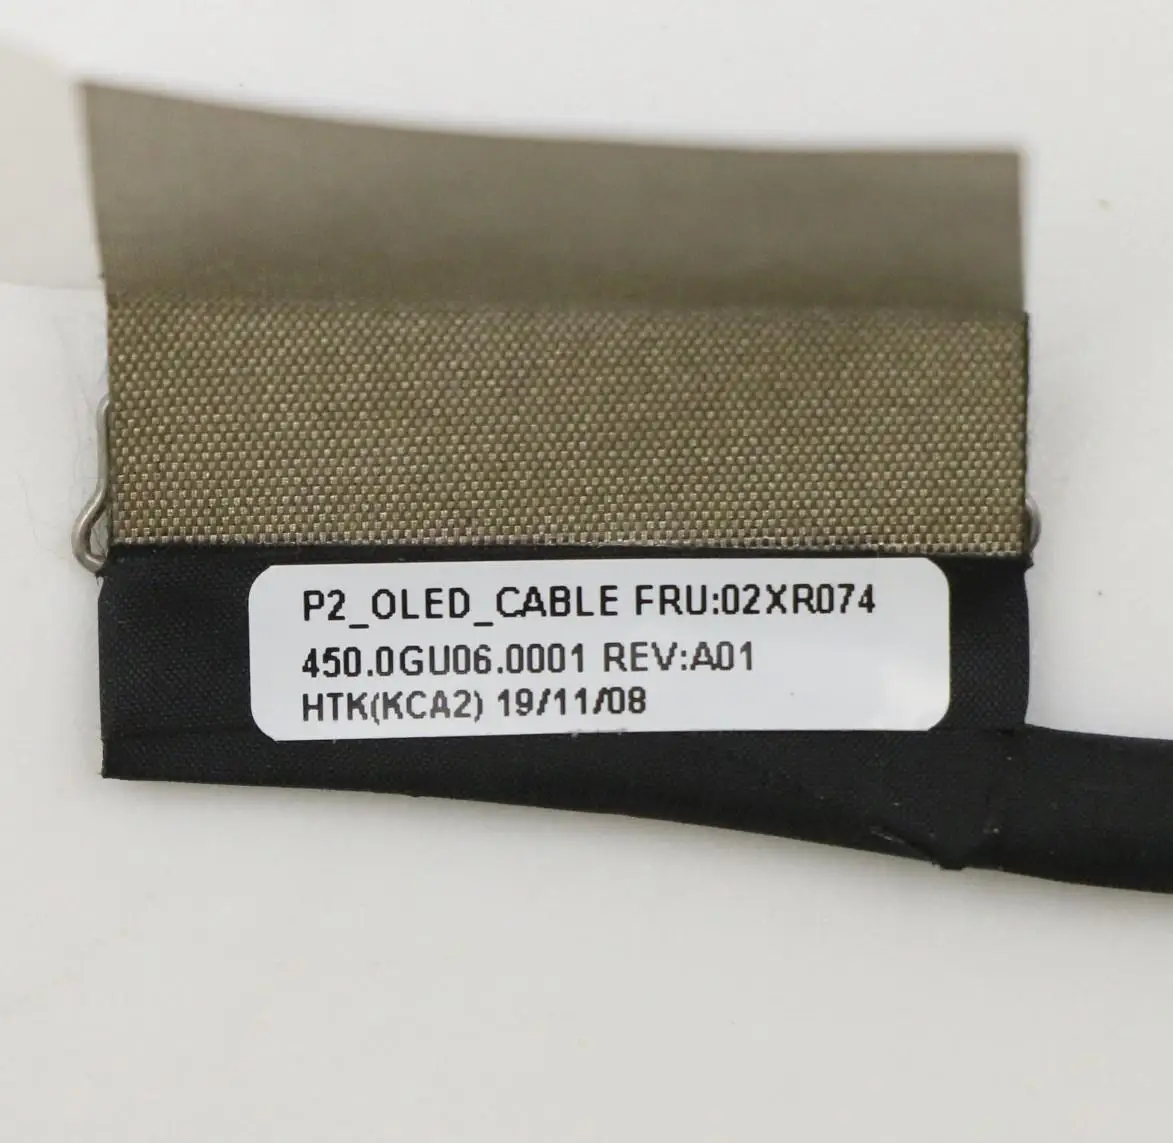 P2_OLED_CABLE FRU:02XR074
450.0GU06.0001 REV:A01
HTK(KCA2) 19/11/08